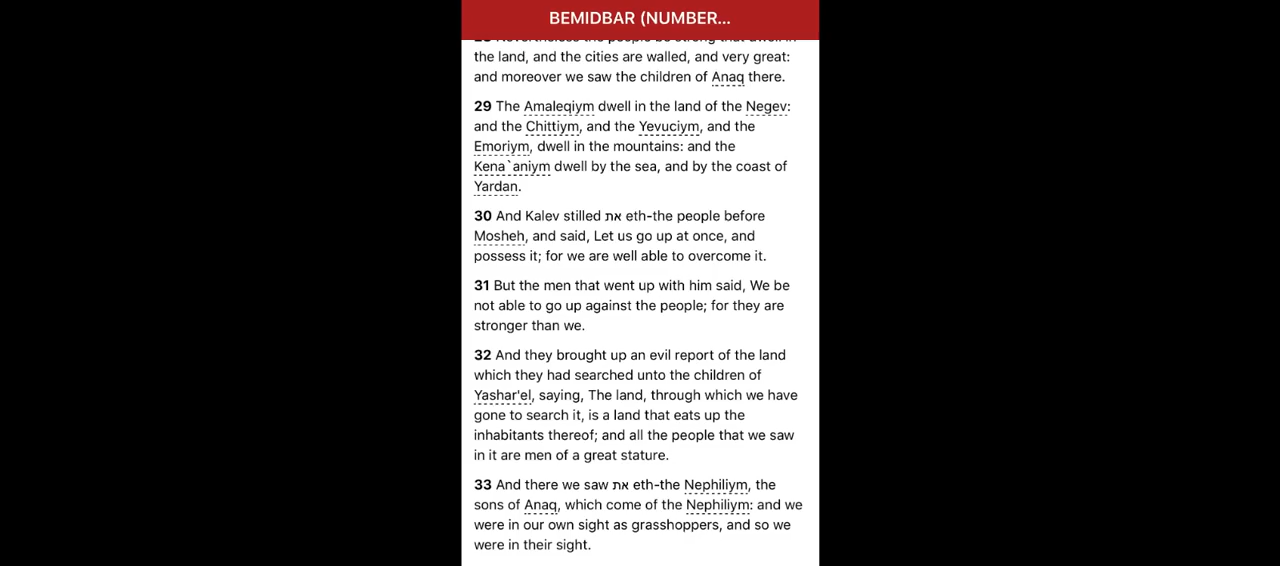 BEMIDBAR (NUMBER...
28 Nevertheless the people be strong that dwell in
the land, and the cities are walled, and very great:
and moreover we saw the children of Anaq there.
29 The Amaleqiym dwell in the land of the Negev:
and the Chittiym, and the Yevuciym, and the
Emoriym, dwell in the mountains: and the
Kena`aniym dwell by the sea, and by the coast of
Yardan.
30 And Kalev stilled את eth-the people before
Mosheh, and said, Let us go up at once, and
possess it; for we are well able to overcome it.
31 But the men that went up with him said, We be
not able to go up against the people; for they are
stronger than we.
32 And they brought up an evil report of the land
which they had searched unto the children of
Yashar'el, saying, The land, through which we have
gone to search it, is a land that eats up the
inhabitants thereof; and all the people that we saw
in it are men of a great stature.
33 And there we saw את eth-the Nephiliym, the
sons of Anaq, which come of the Nephiliym: and we
were in our own sight as grasshoppers, and so we
were in their sight.